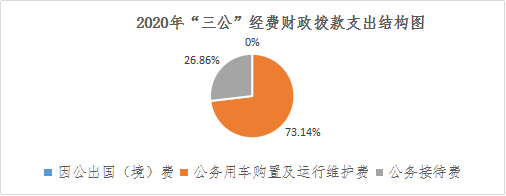 2020年“三公”经费财政拨款支出结构图
0%
26.86%
73.14%
因公出国（境）费 公务用车购置及运行维护费 公务接待费